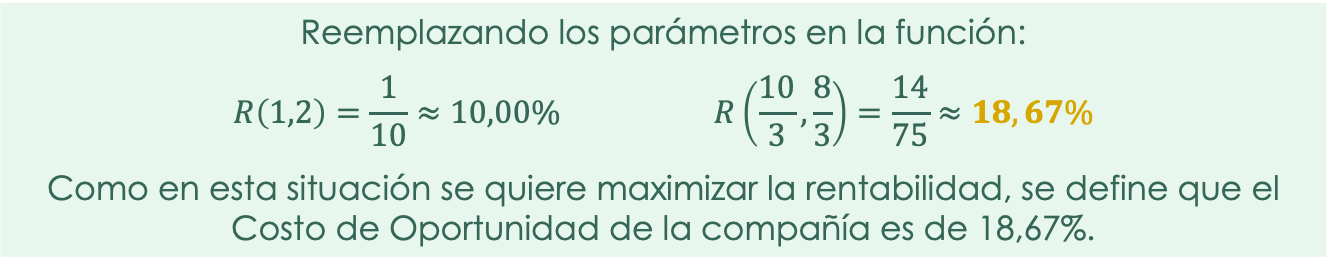 Reemplazando los parámetros en la función:
R(1,2) = 1/10 ≈ 10,00%    R(10/3, 8/3) = 14/75 ≈ 18,67%
Como en esta situación se quiere maximizar la rentabilidad, se define que el
Costo de Oportunidad de la compañía es de 18,67%.